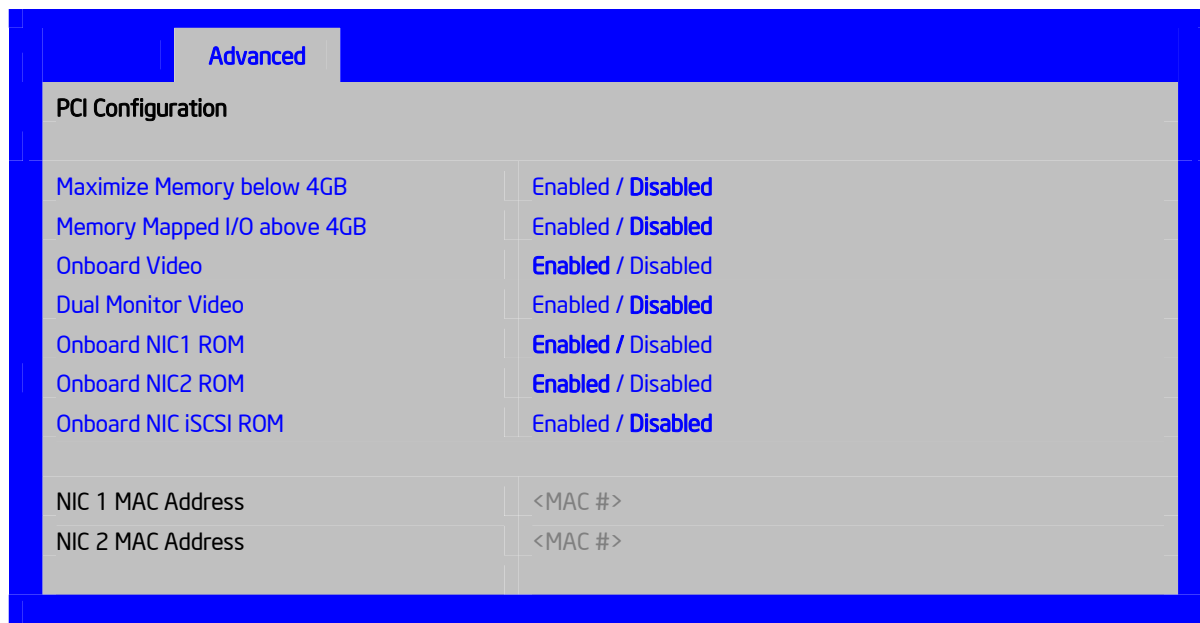 Advanced
PCI Configuration
Maximize Memory below 4GB Enabled / Disabled
Memory Mapped I/O above 4GB Enabled / Disabled
Onboard Video Enabled / Disabled
Dual Monitor Video Enabled / Disabled
Onboard NIC1 ROM Enabled / Disabled
Onboard NIC2 ROM Enabled / Disabled
Onboard NIC iSCSI ROM Enabled / Disabled
NIC 1 MAC Address <MAC #>
NIC 2 MAC Address <MAC #>